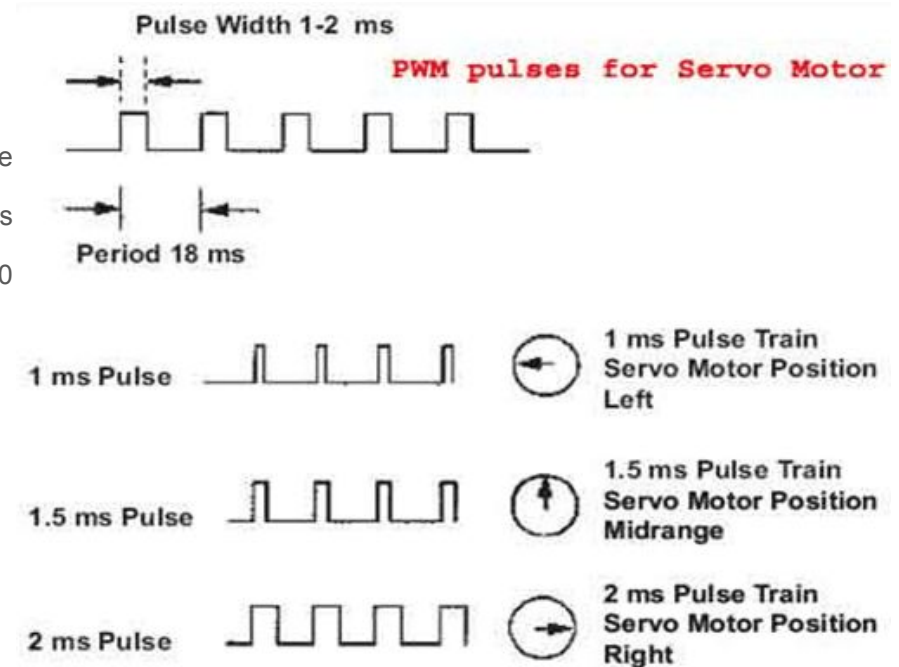 Pulse Width 1-2 ms
PWM pulses for Servo Motor
e
s
Period 18 ms
0
1 ms Pulse
1 ms Pulse Train
Servo Motor Position
Left
1.5 ms Pulse
1.5 ms Pulse Train
Servo Motor Position
Midrange
2 ms Pulse
2 ms Pulse Train
Servo Motor Position
Right